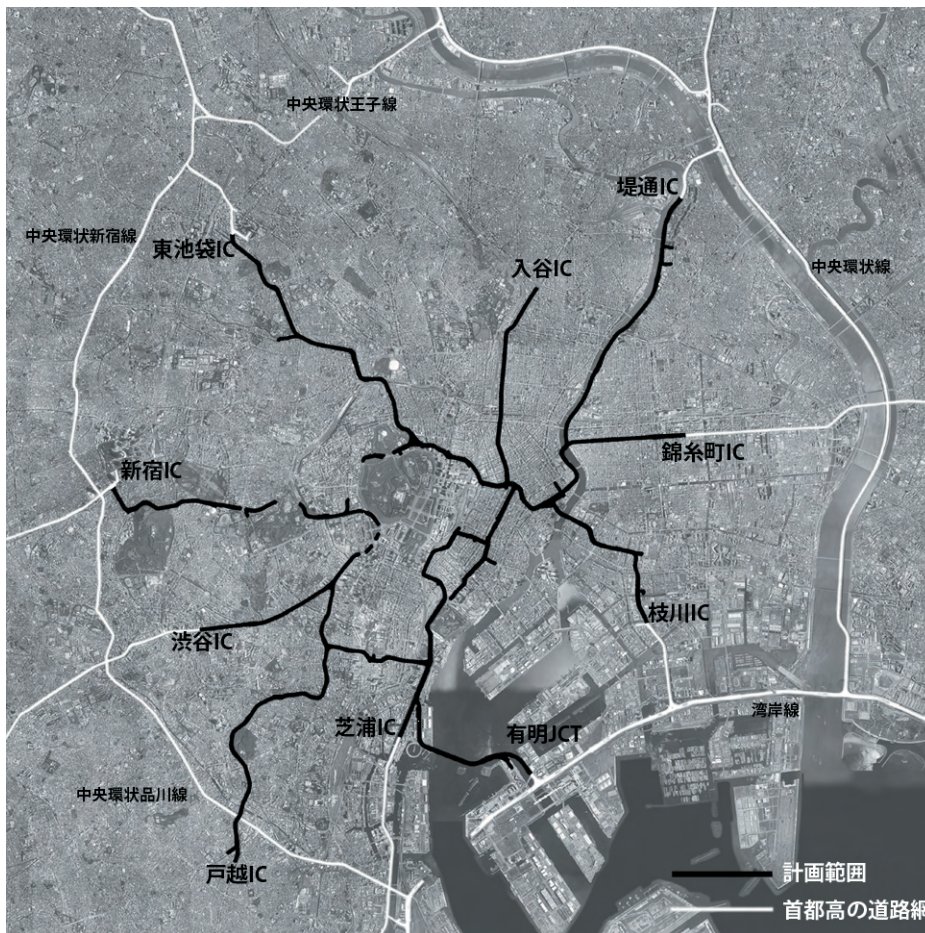 中央環状王子線
堤通IC
中央環状新宿線
東池袋IC
入谷IC
中央環状線
新宿IC
錦糸町IC
枝川IC
渋谷IC
湾岸線
芝浦IC
有明JCT
中央環状品川線
戸越IC
計画範囲
首都高の道路網